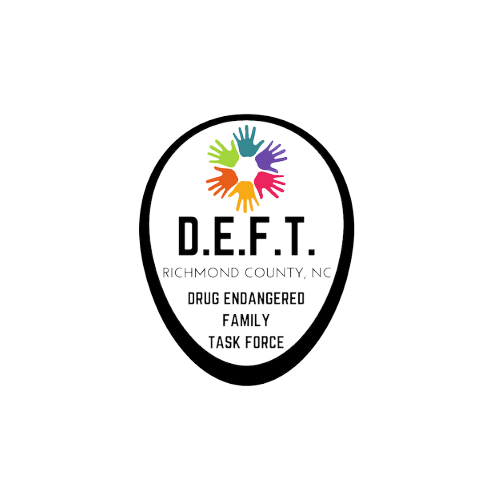 D.E.F.T.
RICHMOND COUNTY, NC
DRUG ENDANGERED
FAMILY
TASK FORCE